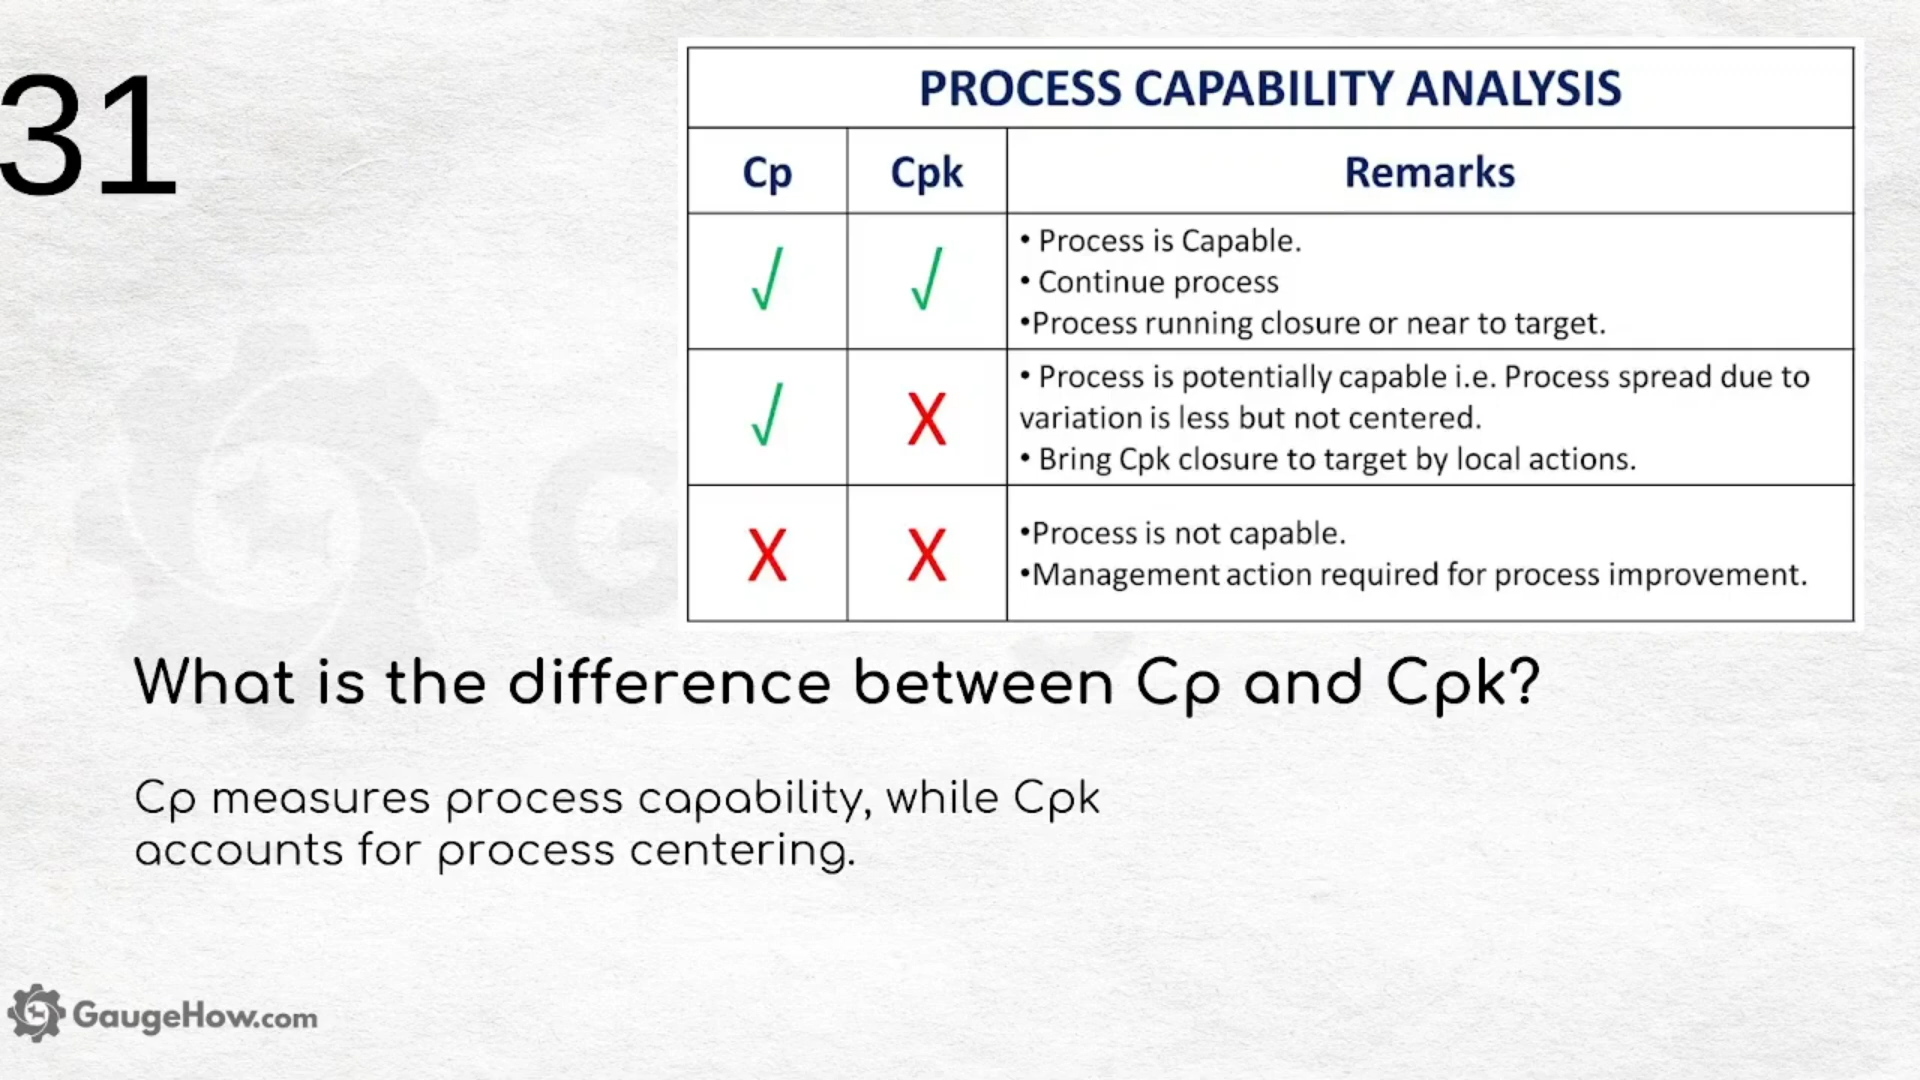 31
PROCESS CAPABILITY ANALYSIS
Cp Cpk Remarks
√ √
• Process is Capable.
• Continue process
•Process running closure or near to target.
√ X
• Process is potentially capable i.e. Process spread due to
variation is less but not centered.
• Bring Cpk closure to target by local actions.
X X
•Process is not capable.
•Management action required for process improvement.
What is the difference between Cp and Cpk?
Cp measures process capability, while Cpk
accounts for process centering.
GaugeHow.com